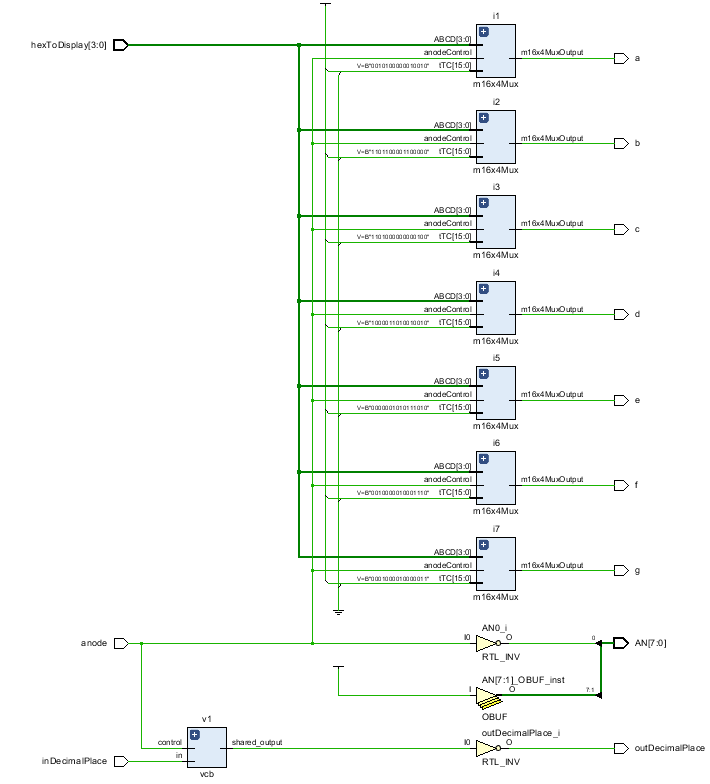 i1
hexToDisplay[3:0]
ABCD[3:0]
anodeControl m16x4MuxOutput a
V=B"0010100000010010" tTC[15:0]
m16x4Mux
i2
ABCD[3:0]
anodeControl m16x4MuxOutput b
V=B"1101100001100000" tTC[15:0]
m16x4Mux
i3
ABCD[3:0]
anodeControl m16x4MuxOutput c
V=B"1101000000000100" tTC[15:0]
m16x4Mux
i4
ABCD[3:0]
anodeControl m16x4MuxOutput d
V=B"1000011010010010" tTC[15:0]
m16x4Mux
i5
ABCD[3:0]
anodeControl m16x4MuxOutput e
V=B"0000001010111010" tTC[15:0]
m16x4Mux
i6
ABCD[3:0]
anodeControl m16x4MuxOutput f
V=B"0010000010001110" tTC[15:0]
m16x4Mux
i7
ABCD[3:0]
anodeControl m16x4MuxOutput g
V=B"0001000010000011" tTC[15:0]
m16x4Mux
AN0_i
anode I0 O 0 AN[7:0]
RTL_INV
AN[7:1]_OBUF_inst
I O 7:1
OBUF
v1 outDecimalPlace_i
control shared_output I0 O outDecimalPlace
inDecimalPlace in RTL_INV
vcb